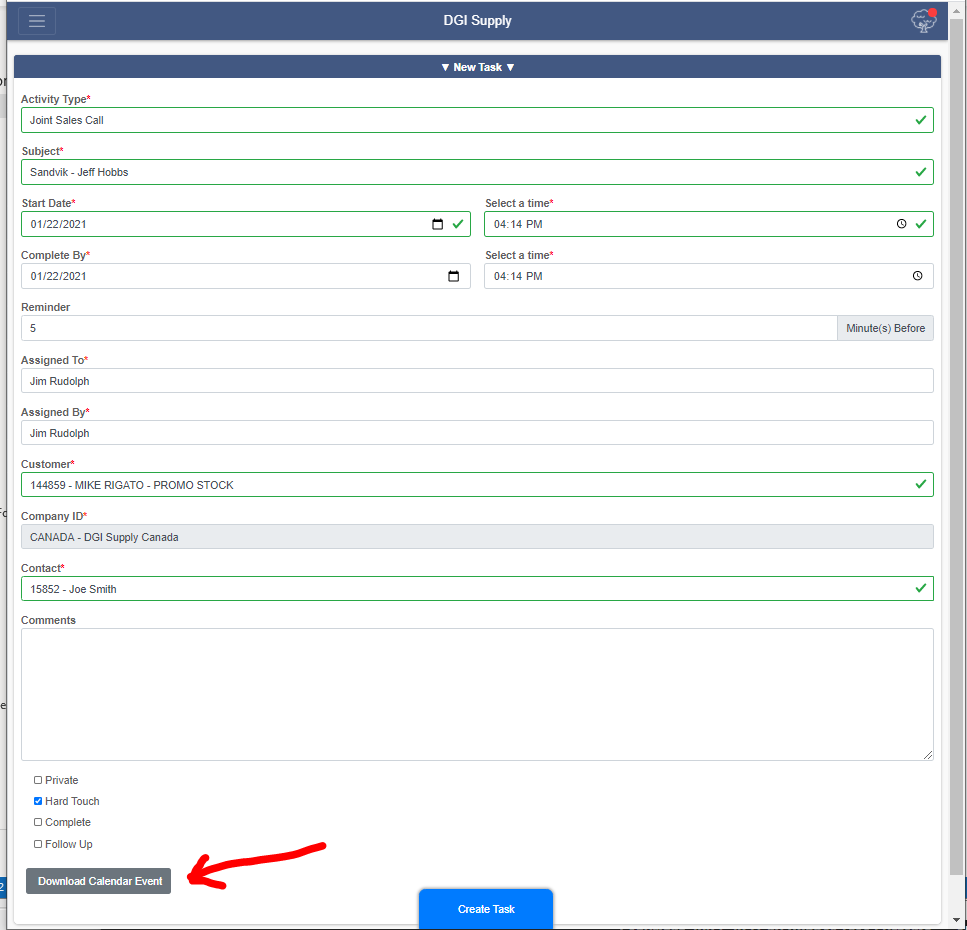 DGI Supply
▼ New Task ▼
Activity Type*
Joint Sales Call
Subject*
Sandvik - Jeff Hobbs
Start Date* Select a time*
01/22/2021 04:14 PM
Complete By* Select a time*
01/22/2021 04:14 PM
Reminder
5 Minute(s) Before
Assigned To*
Jim Rudolph
Assigned By*
Jim Rudolph
Customer*
144859 - MIKE RIGATO - PROMO STOCK
Company ID*
CANADA - DGI Supply Canada
Contact*
15852 - Joe Smith
Comments
Private
Hard Touch
Complete
Follow Up
Download Calendar Event
Create Task